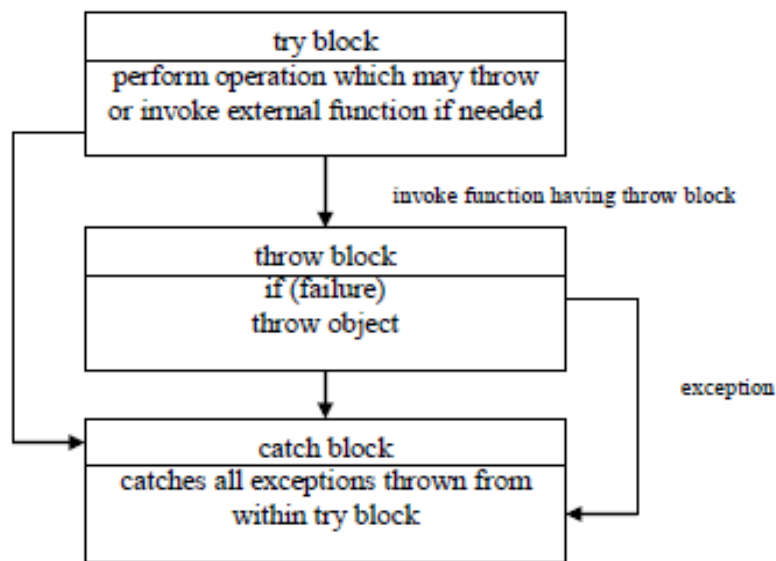 try block
perform operation which may throw
or invoke external function if needed
invoke function having throw block
throw block
if (failure)
throw object
exception
catch block
catches all exceptions thrown from
within try block